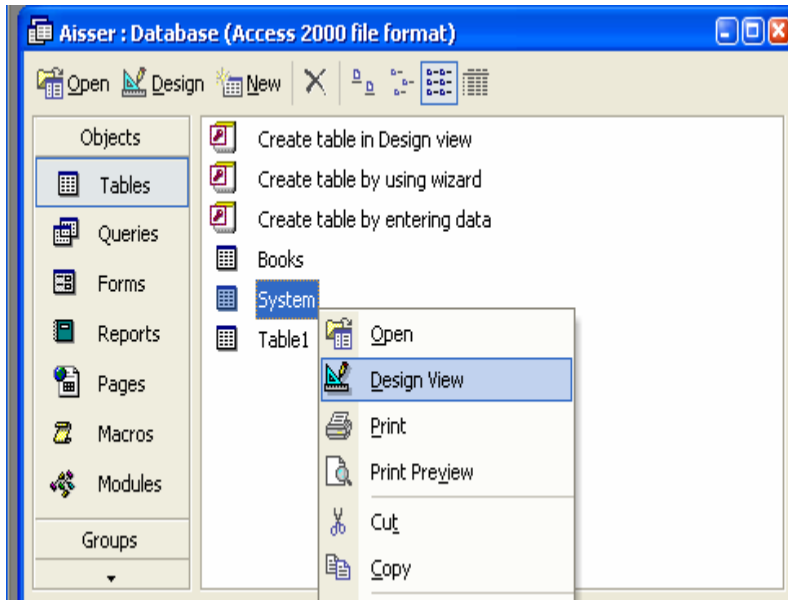 Aisser : Database (Access 2000 file format)
Open Design New
Objects
Tables
Queries
Forms
Reports
Pages
Macros
Modules
Groups
Create table in Design view
Create table by using wizard
Create table by entering data
Books
System
Table1
Open
Design View
Print
Print Preview
Cut
Copy